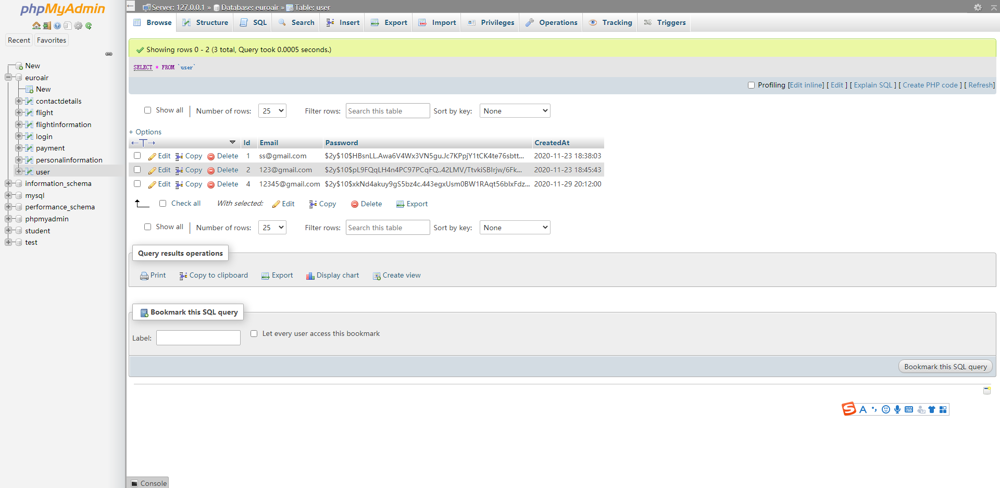 phpMyAdmin
Recent Favorites
New
euroair
New
contactdetails
flight
flightinformation
login
payment
personalinformation
user
information_schema
mysql
performance_schema
phpmyadmin
student
test
Server: 127.0.0.1 » Database: euroair » Table: user
Browse Structure SQL Search Insert Export Import Privileges Operations Tracking Triggers
Showing rows 0 - 2 (3 total, Query took 0.0005 seconds.)
SELECT * FROM `user`
Profiling [Edit inline] [ Edit ] [ Explain SQL ] [ Create PHP code ] [ Refresh]
Show all | Number of rows: 25 Filter rows: Search this table Sort by key: None
+ Options
←T→ Id Email Password CreatedAt
Edit Copy Delete 1 ss@gmail.com $2y$10$HBsnLL.Awa6V4Wx3VN5gu.Jc7KPpjY1tCK4te76sbtt... 2020-11-23 18:38:03
Edit Copy Delete 2 123@gmail.com $2y$10$pL9FQqLH4n4PC97PCqFQ..42LMV/TtvkiSBIrjw/6Fk... 2020-11-23 18:45:43
Edit Copy Delete 4 12345@gmail.com $2y$10$xkNd4akuy9gS5bz4c.443egxUsm0BW1RAqt56bIxFdz... 2020-11-29 20:12:00
Check all With selected: Edit Copy Delete Export
Show all | Number of rows: 25 Filter rows: Search this table Sort by key: None
Query results operations
Print Copy to clipboard Export Display chart Create view
Bookmark this SQL query
Label: Let every user access this bookmark
Bookmark this SQL query
S A
Console